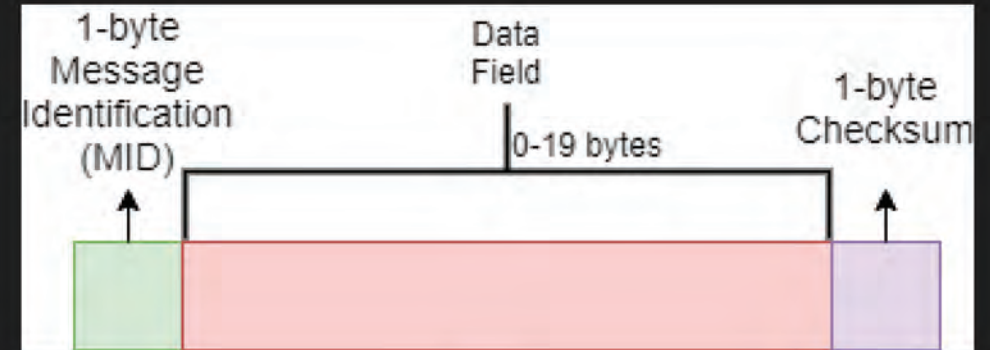 1-byte
Message
Identification
(MID)
Data
Field
0-19 bytes
1-byte
Checksum